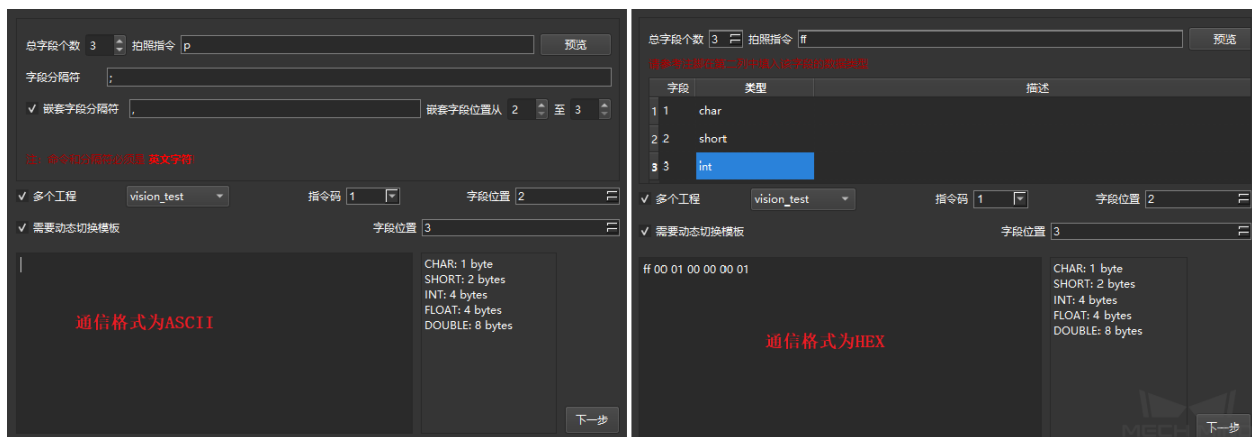 总字段个数 3 拍照指令 p 预览
字段分隔符 ;
✓ 嵌套字段分隔符 , 嵌套字段位置从 2 至 3
英文字符
✓ 多个工程 vision_test 指令码 1 字段位置 2
✓ 需要动态切换模板 字段位置 3
CHAR: 1 byte
SHORT: 2 bytes
INT: 4 bytes
FLOAT: 4 bytes
DOUBLE: 8 bytes
通信格式为ASCII
下一步
总字段个数 3 拍照指令 ff 预览
字段 类型 描述
1 1 char
2 2 short
3 3 int
✓ 多个工程 vision_test 指令码 1 字段位置 2
✓ 需要动态切换模板 字段位置 3
ff 00 01 00 00 00 01
CHAR: 1 byte
SHORT: 2 bytes
INT: 4 bytes
FLOAT: 4 bytes
DOUBLE: 8 bytes
通信格式为HEX
下一步